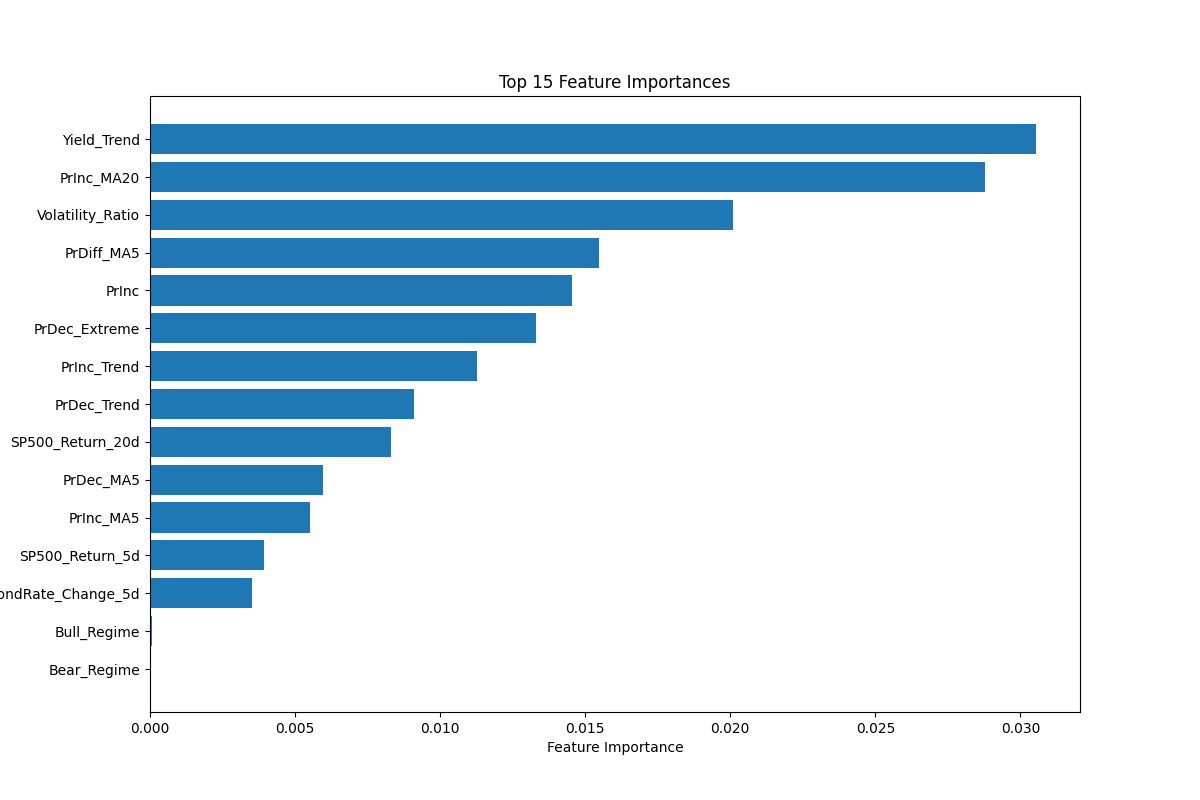 Top 15 Feature Importances
Yield_Trend
PrInc_MA20
Volatility_Ratio
PrDiff_MA5
PrInc
PrDec_Extreme
PrInc_Trend
PrDec_Trend
SP500_Return_20d
PrDec_MA5
PrInc_MA5
SP500_Return_5d
ondRate_Change_5d
Bull_Regime
Bear_Regime
0.000 0.005 0.010 0.015 0.020 0.025 0.030
Feature Importance